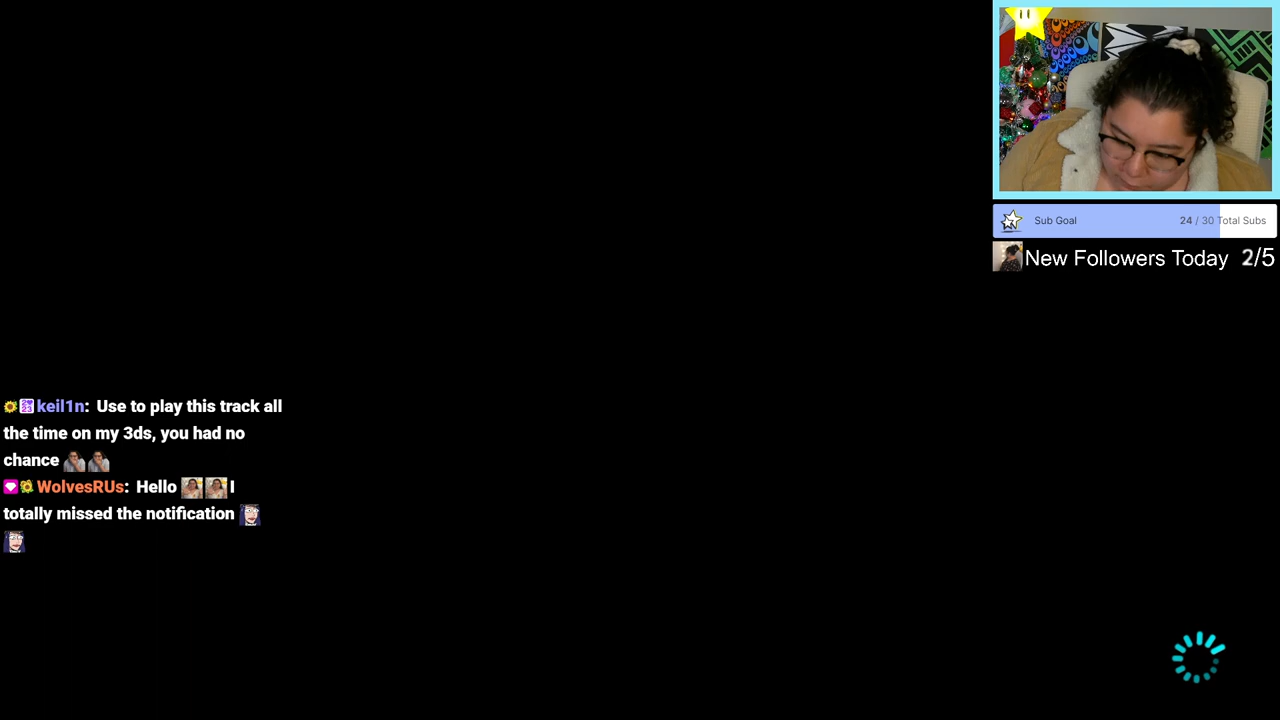 Sub Goal 24 / 30 Total Subs
New Followers Today 2/5
keil1n: Use to play this track all
the time on my 3ds, you had no
chance
WolvesRUs: Hello I
totally missed the notification